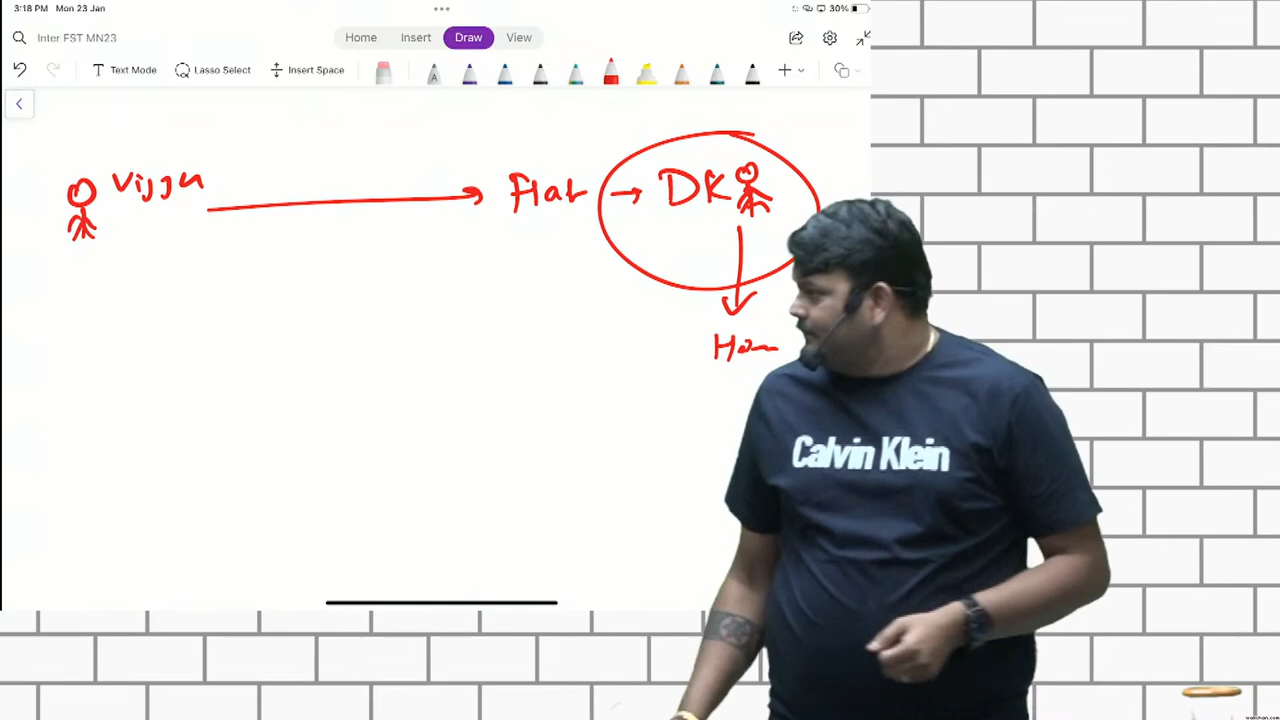 3:18 PM Mon 23 Jan
30%
Inter FST MN23
Home Insert Draw View
Text Mode Lasso Select Insert Space
Vijju
Flat → DK
Calvin Klein